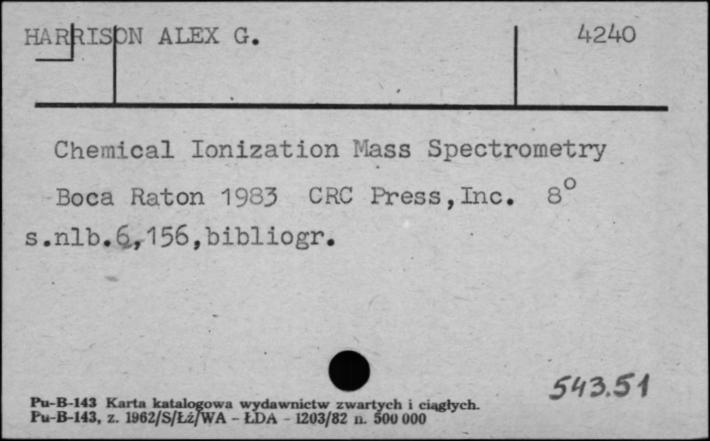 HARRISON ALEX G. 4240
Chemical Ionization Mass Spectrometry
Boca Raton 1983 CRC Press,Inc. 8°
s.nlb.6,156,bibliogr.
543.51
Pu-B-143 Karta katalogowa wydawnictw zwartych i ciągłych.
Pu-B-143, z. 1962/S/Łź/WA - ŁDA - 1203/82 n. 500 000